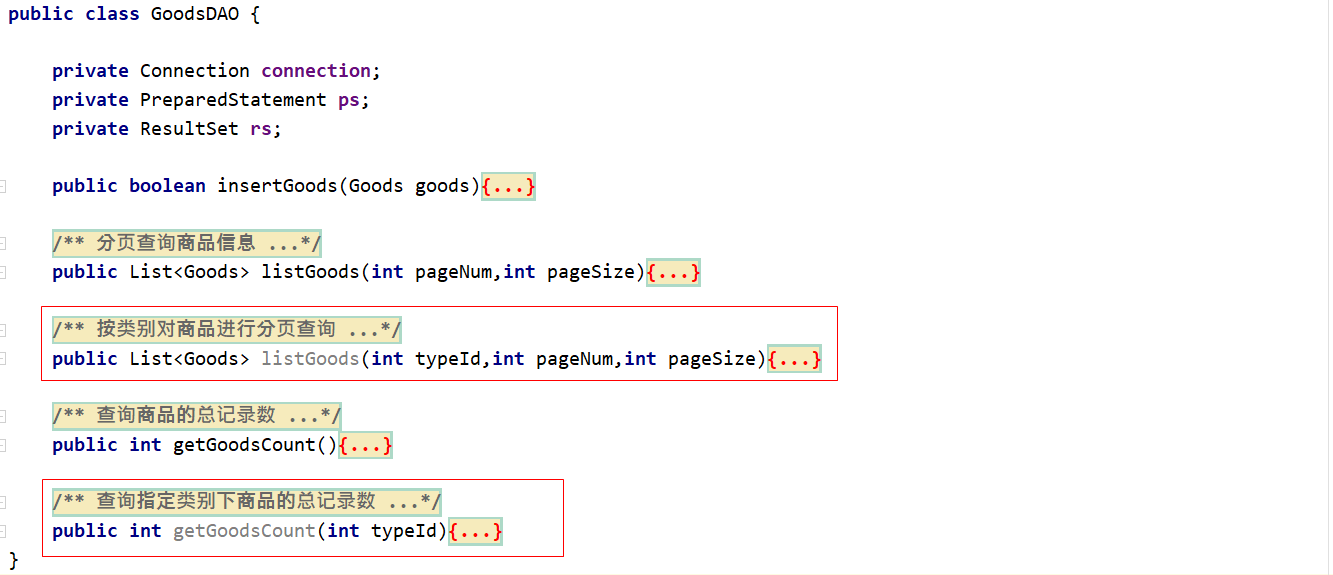 public class GoodsDAO {
private Connection connection;
private PreparedStatement ps;
private ResultSet rs;
public boolean insertGoods(Goods goods){...}
/** 分页查询商品信息 ...*/
public List<Goods> listGoods(int pageNum,int pageSize){...}
/** 按类别对商品进行分页查询 ...*/
public List<Goods> listGoods(int typeId,int pageNum,int pageSize){...}
/** 查询商品的总记录数 ...*/
public int getGoodsCount(){...}
/** 查询指定类别下商品的总记录数 ...*/
public int getGoodsCount(int typeId){...}
}